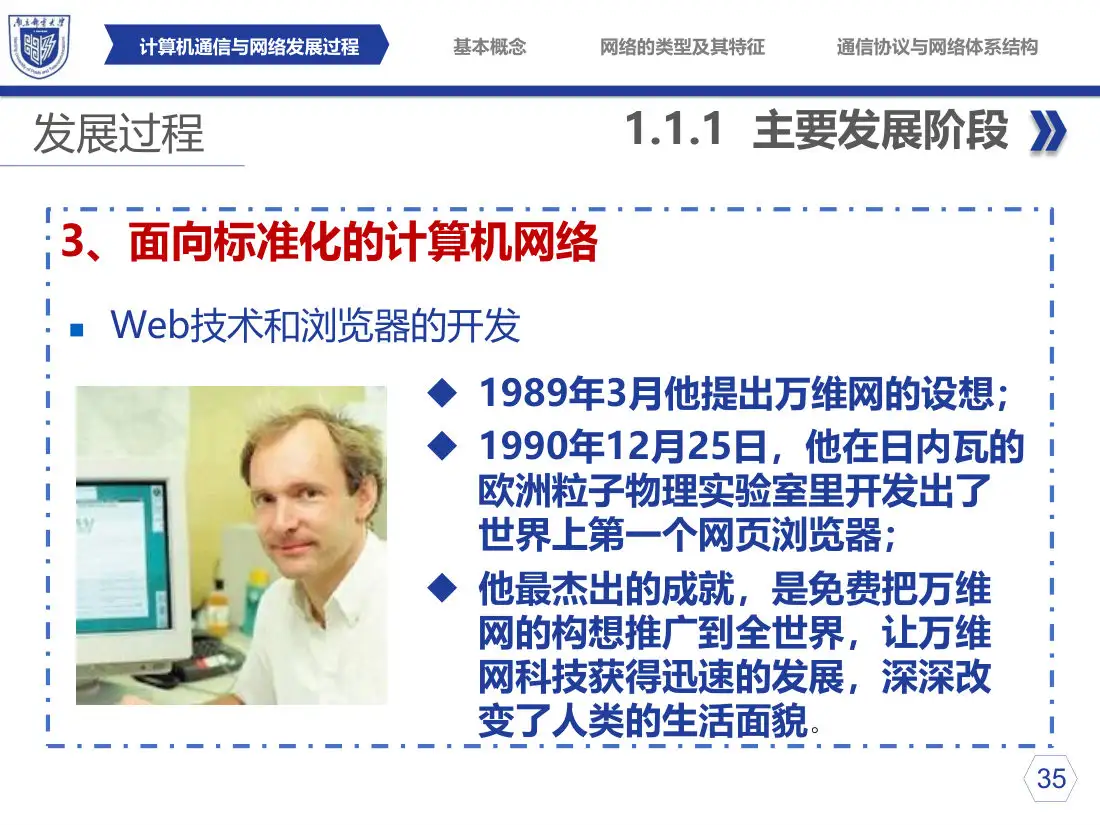 南京邮电大学
计算机通信与网络发展过程
基本概念
网络的类型及其特征
通信协议与网络体系结构
发展过程
1.1.1 主要发展阶段
3、面向标准化的计算机网络
Web技术和浏览器的开发
1989年3月他提出万维网的设想；
1990年12月25日，他在日内瓦的
欧洲粒子物理实验室里开发出了
世界上第一个网页浏览器；
他最杰出的成就，是免费把万维
网的构想推广到全世界，让万维
网科技获得迅速的发展，深深改
变了人类的生活面貌。
35